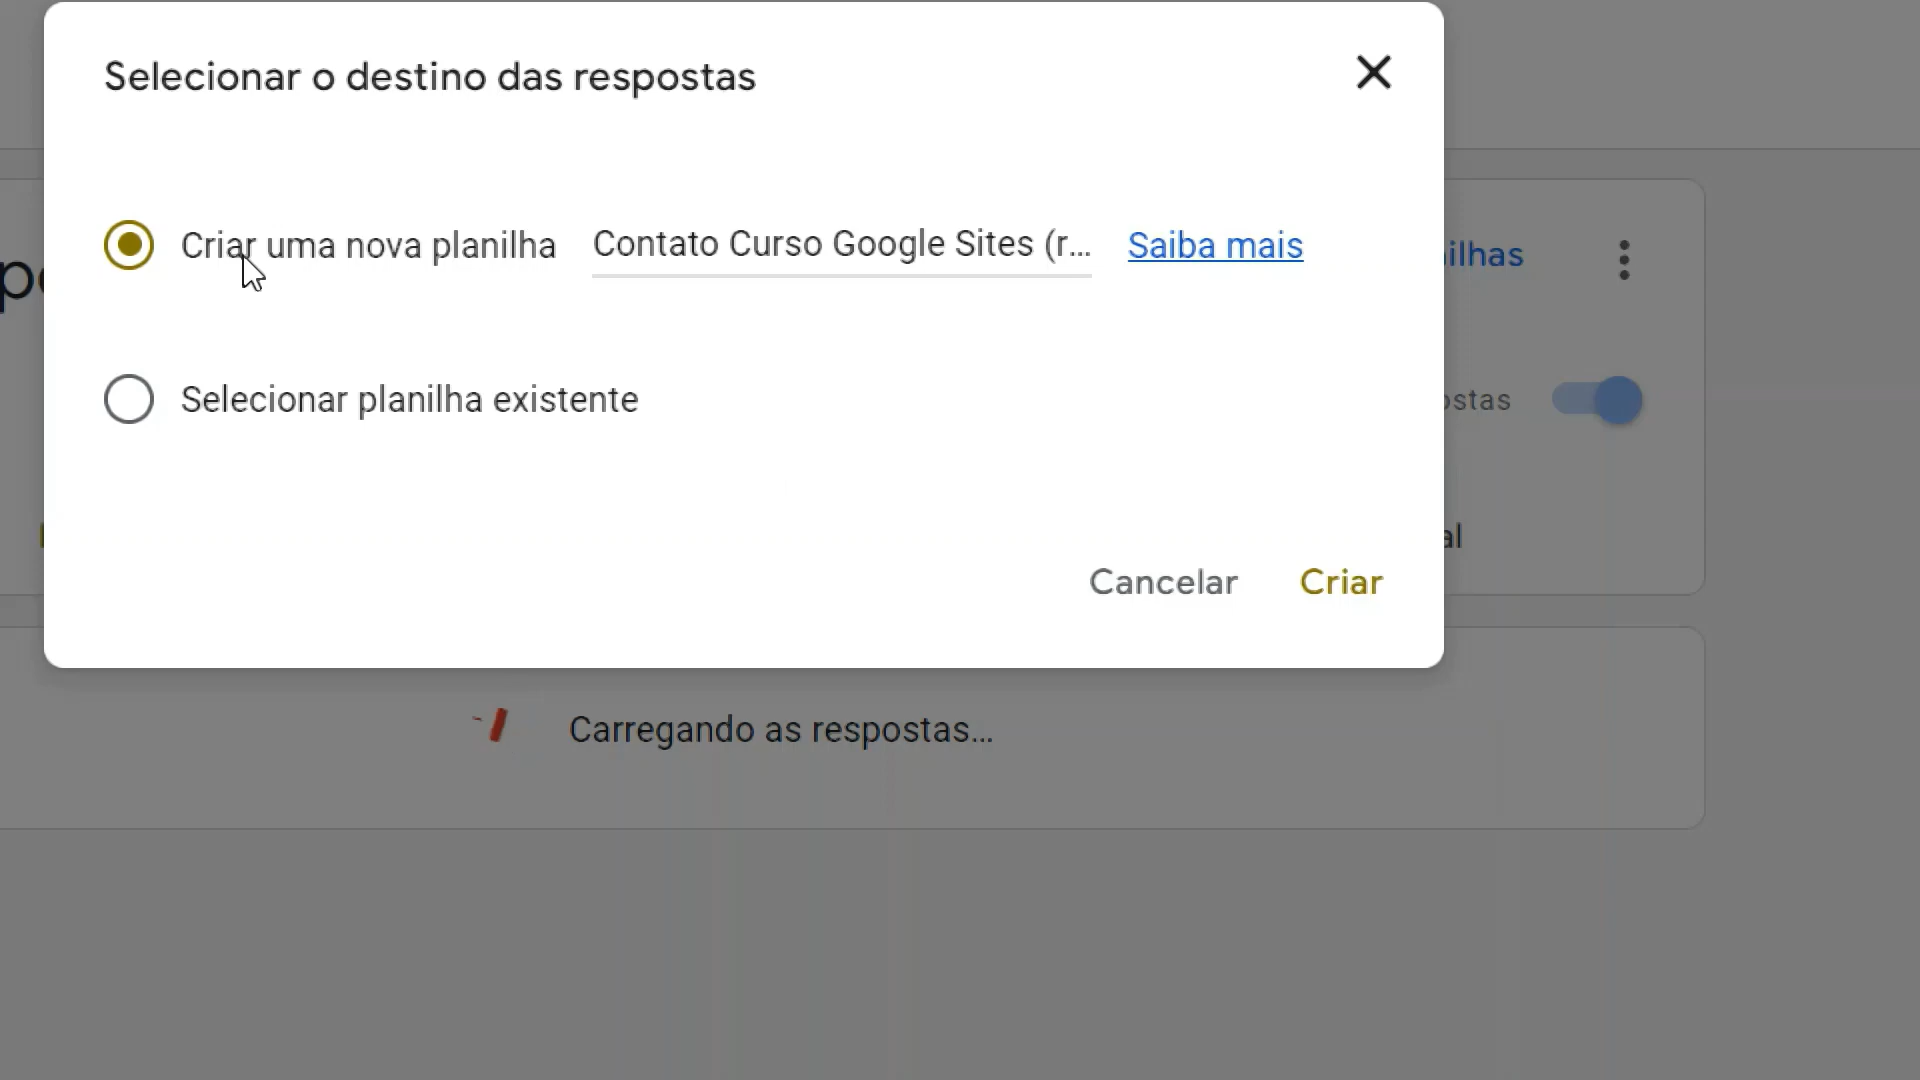 Selecionar o destino das respostas
Criar uma nova planilha Contato Curso Google Sites (r... Saiba mais
Selecionar planilha existente
Cancelar Criar
Carregando as respostas...